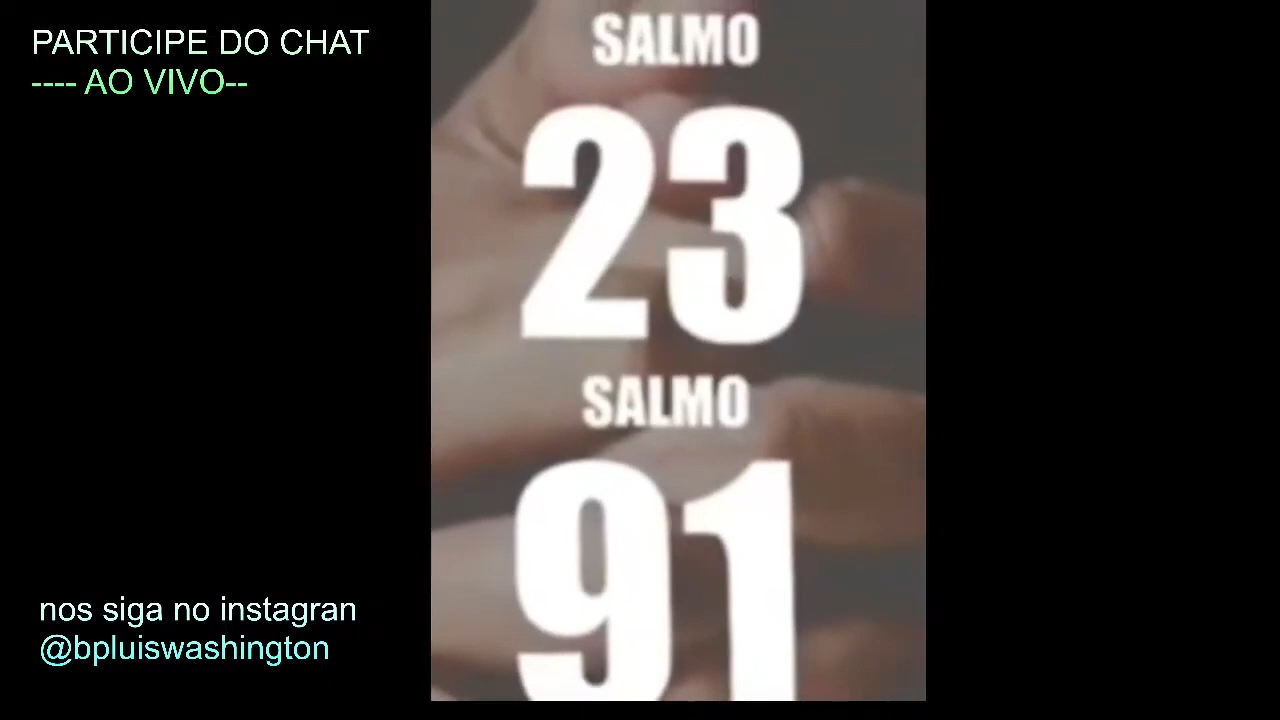 PARTICIPE DO CHAT
---- AO VIVO--
SALMO
23
SALMO
91
nos siga no instagran
@bpluiswashington